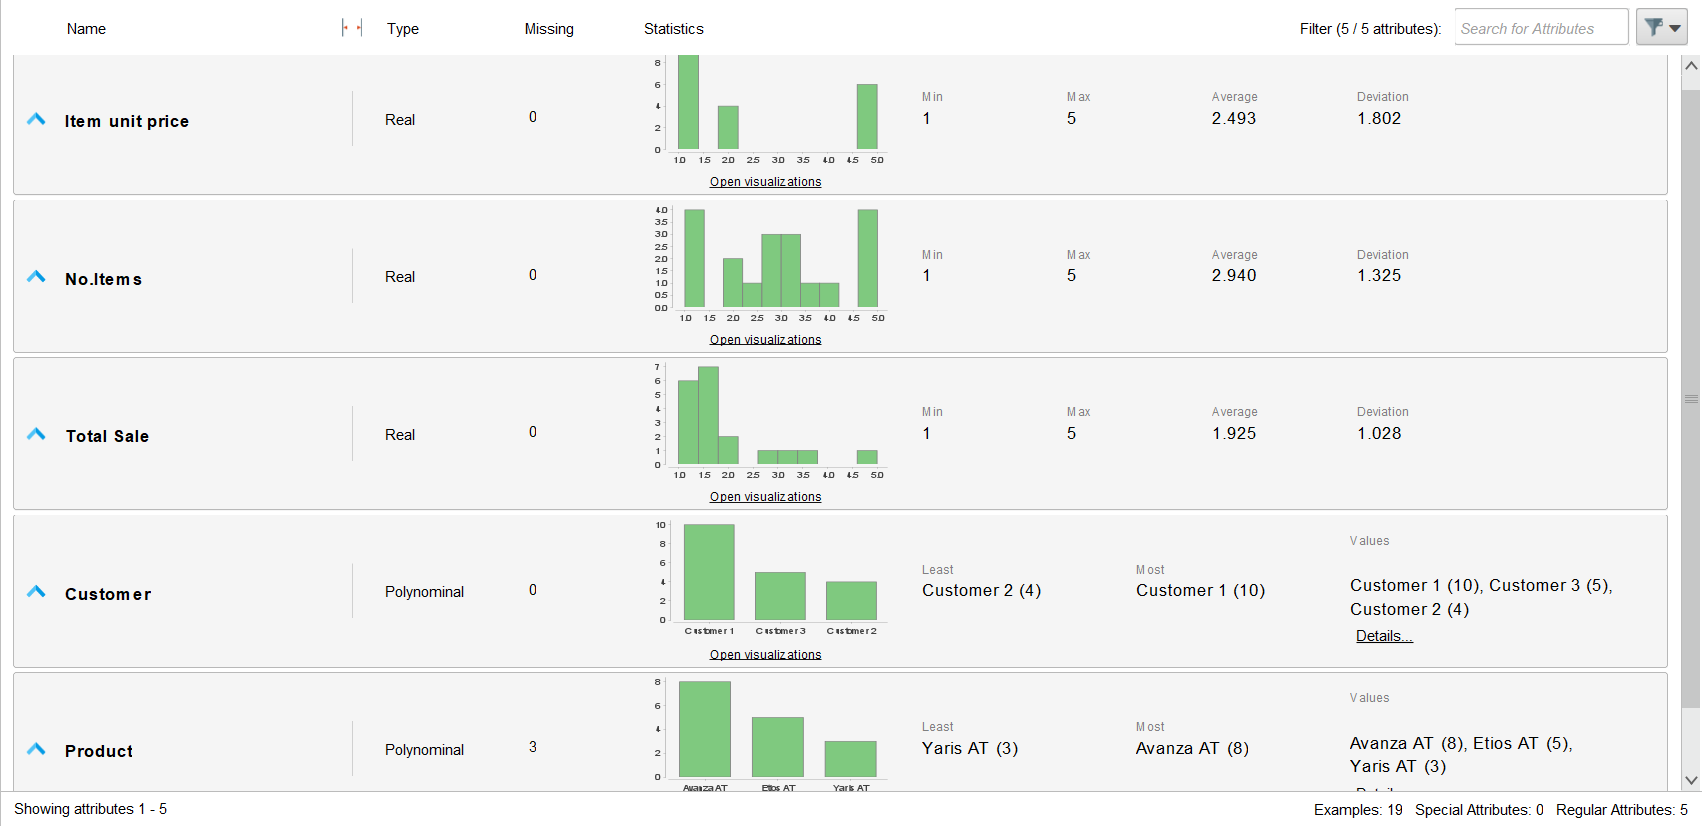 Name Type Missing Statistics Filter (5 / 5 attributes): Search for Attributes
8
6
4
2
0
1.0 1.5 2.0 2.5 3.0 3.5 4.0 4.5 5.0
Item unit price Real 0 Min Max Average Deviation
1 5 2.493 1.802
Open visualizations
4.0
3.5
3.0
2.5
2.0
1.5
1.0
0.5
0.0
1.0 1.5 2.0 2.5 3.0 3.5 4.0 4.5 5.0
No.Items Real 0 Min Max Average Deviation
1 5 2.940 1.325
Open visualizations
7
6
5
4
3
2
1
0
1.0 1.5 2.0 2.5 3.0 3.5 4.0 4.5 5.0
Total Sale Real 0 Min Max Average Deviation
1 5 1.925 1.028
Open visualizations
10
8
6
4
2
0
Customer 1 Customer 3 Customer 2
Customer Polynominal 0 Least Most Values
Customer 2 (4) Customer 1 (10) Customer 1 (10), Customer 3 (5),
Customer 2 (4)
Details...
Open visualizations
8
6
4
2
0
Avanza AT Etios AT Yaris AT
Product Polynominal 3 Least Most Values
Yaris AT (3) Avanza AT (8) Avanza AT (8), Etios AT (5),
Yaris AT (3)
Showing attributes 1 - 5 Examples: 19 Special Attributes: 0 Regular Attributes: 5